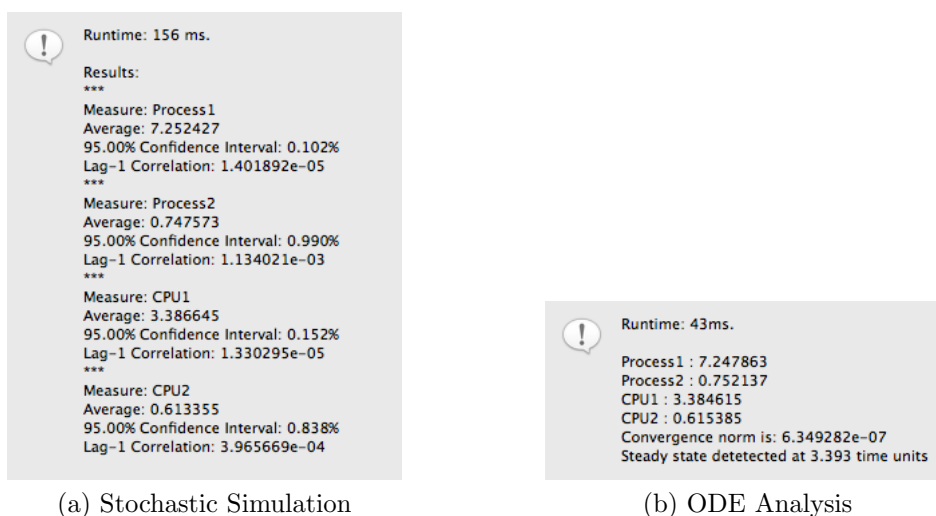 Runtime: 156 ms.
Results:
***
Measure: Process1
Average: 7.252427
95.00% Confidence Interval: 0.102%
Lag-1 Correlation: 1.401892e-05
***
Measure: Process2
Average: 0.747573
95.00% Confidence Interval: 0.990%
Lag-1 Correlation: 1.134021e-03
***
Measure: CPU1
Average: 3.386645
95.00% Confidence Interval: 0.152%
Lag-1 Correlation: 1.330295e-05
***
Measure: CPU2
Average: 0.613355
95.00% Confidence Interval: 0.838%
Lag-1 Correlation: 3.965669e-04
(a) Stochastic Simulation
Runtime: 43ms.
Process1 : 7.247863
Process2 : 0.752137
CPU1 : 3.384615
CPU2 : 0.615385
Convergence norm is: 6.349282e-07
Steady state detetected at 3.393 time units
(b) ODE Analysis